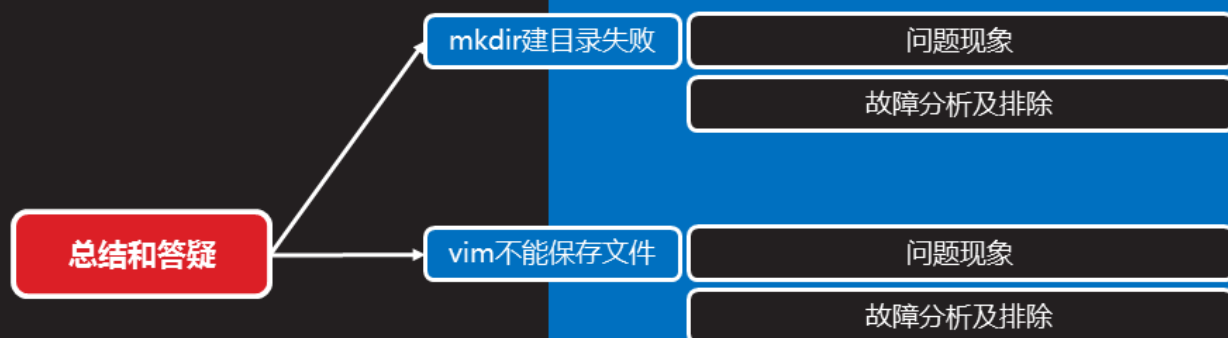 mkdir建目录失败
问题现象
故障分析及排除
总结和答疑
vim不能保存文件
问题现象
故障分析及排除